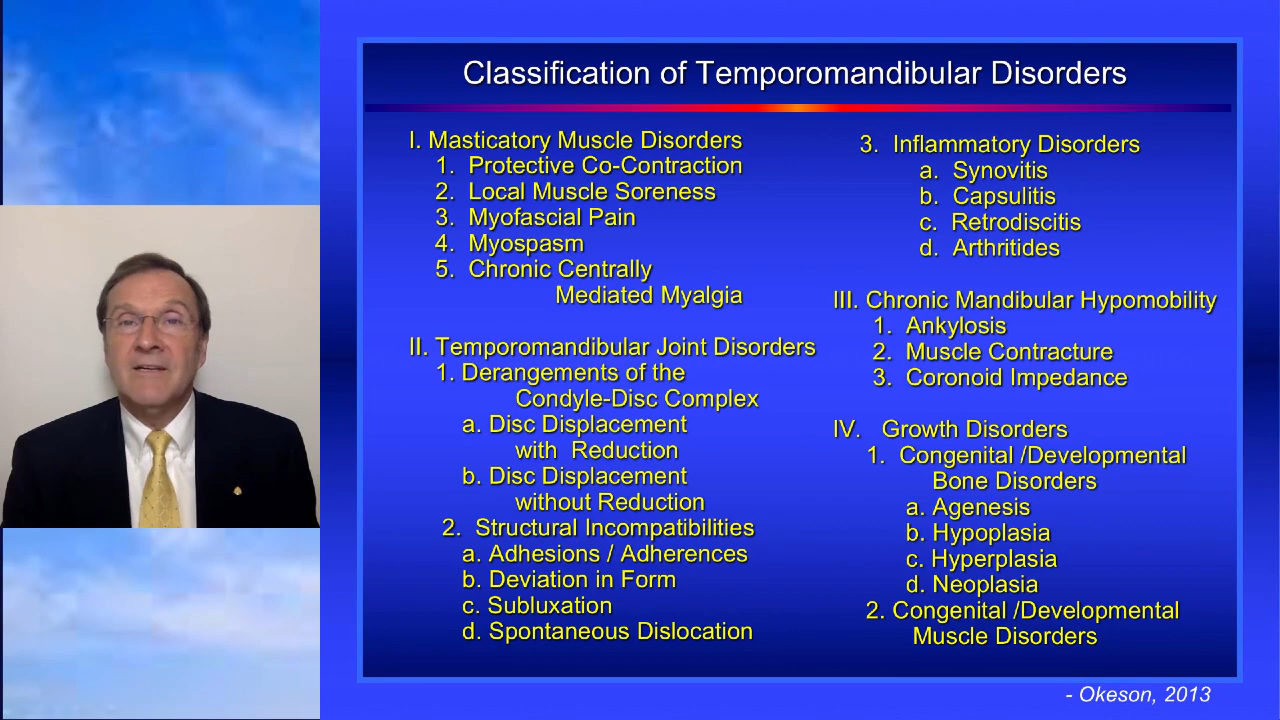 Classification of Temporomandibular Disorders
I. Masticatory Muscle Disorders
1. Protective Co-Contraction
2. Local Muscle Soreness
3. Myofascial Pain
4. Myospasm
5. Chronic Centrally
Mediated Myalgia
II. Temporomandibular Joint Disorders
1. Derangements of the
Condyle-Disc Complex
a. Disc Displacement
with Reduction
b. Disc Displacement
without Reduction
2. Structural Incompatibilities
a. Adhesions / Adherences
b. Deviation in Form
c. Subluxation
d. Spontaneous Dislocation
3. Inflammatory Disorders
a. Synovitis
b. Capsulitis
c. Retrodiscitis
d. Arthritides
III. Chronic Mandibular Hypomobility
1. Ankylosis
2. Muscle Contracture
3. Coronoid Impedance
IV. Growth Disorders
1. Congenital /Developmental
Bone Disorders
a. Agenesis
b. Hypoplasia
c. Hyperplasia
d. Neoplasia
2. Congenital /Developmental
Muscle Disorders
- Okeson, 2013